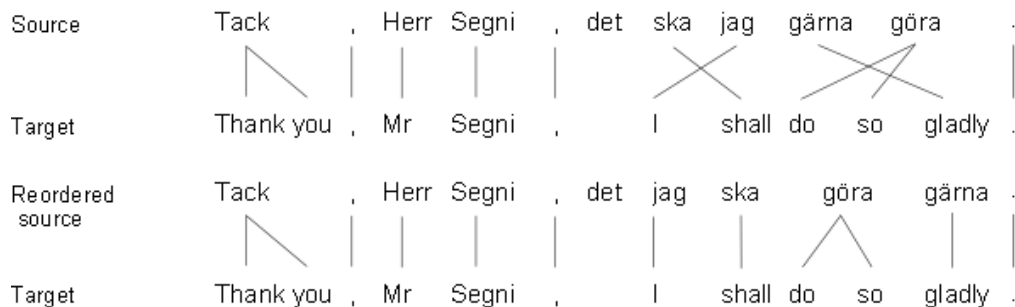 Source Tack , Herr Segni , det ska jag gärna göra .
Target Thank you , Mr Segni , I shall do so gladly .
Reordered source Tack , Herr Segni , det jag ska göra gärna .
Target Thank you , Mr Segni , I shall do so gladly .